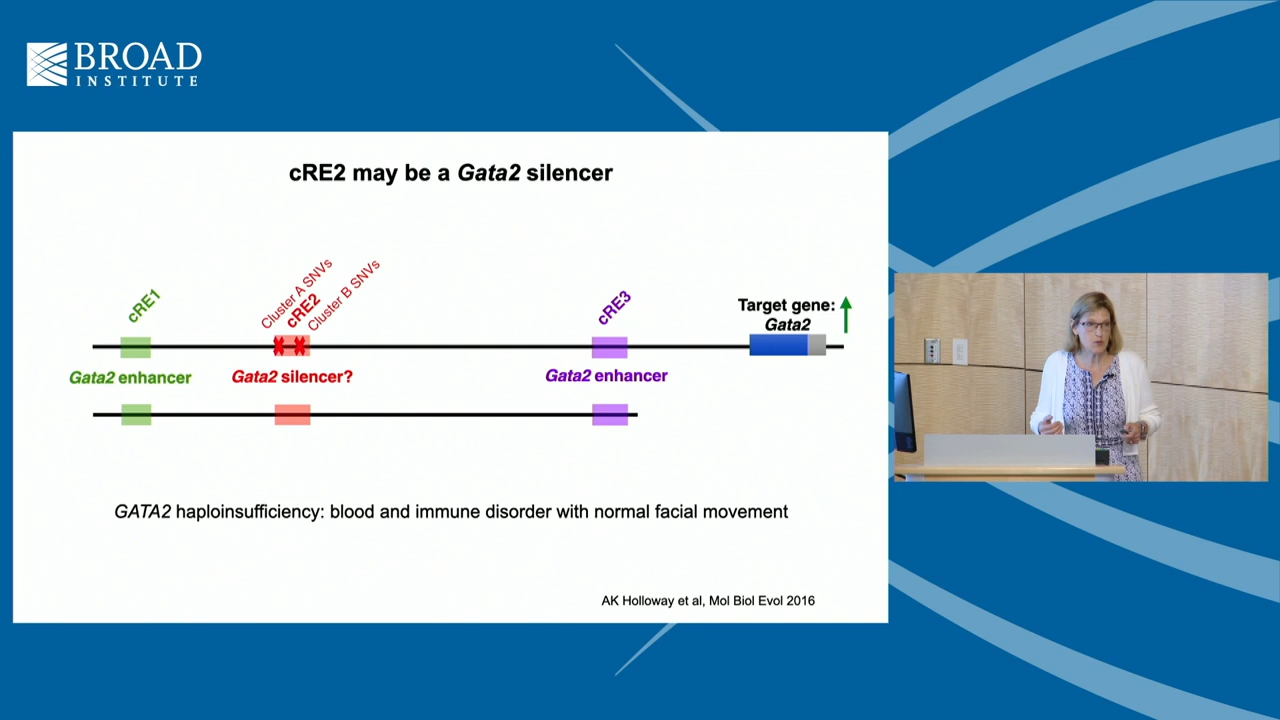 BROAD
INSTITUTE
cRE2 may be a Gata2 silencer
cRE1
Cluster A SNVs
cRE2
Cluster B SNVs
cRE3
Target gene:
Gata2
Gata2 enhancer
Gata2 silencer?
Gata2 enhancer
GATA2 haploinsufficiency: blood and immune disorder with normal facial movement
AK Holloway et al, Mol Biol Evol 2016